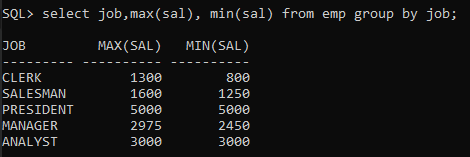 SQL> select job,max(sal), min(sal) from emp group by job;
JOB         MAX(SAL)   MIN(SAL)
--------- ---------- ----------
CLERK           1300        800
SALESMAN        1600       1250
PRESIDENT       5000       5000
MANAGER         2975       2450
ANALYST         3000       3000